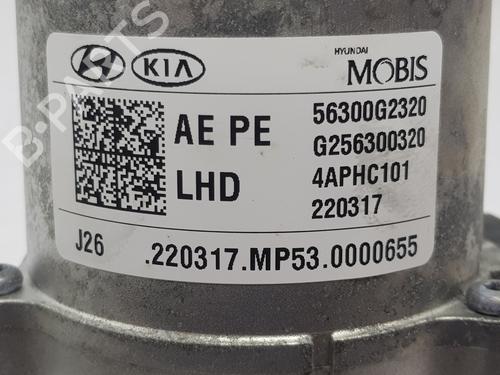 KIA
HYUNDAI
MOBIS
AE PE
LHD
56300G2320
G256300320
4APHC101
220317
J26
.220317.MP53.0000655
B-PARTS